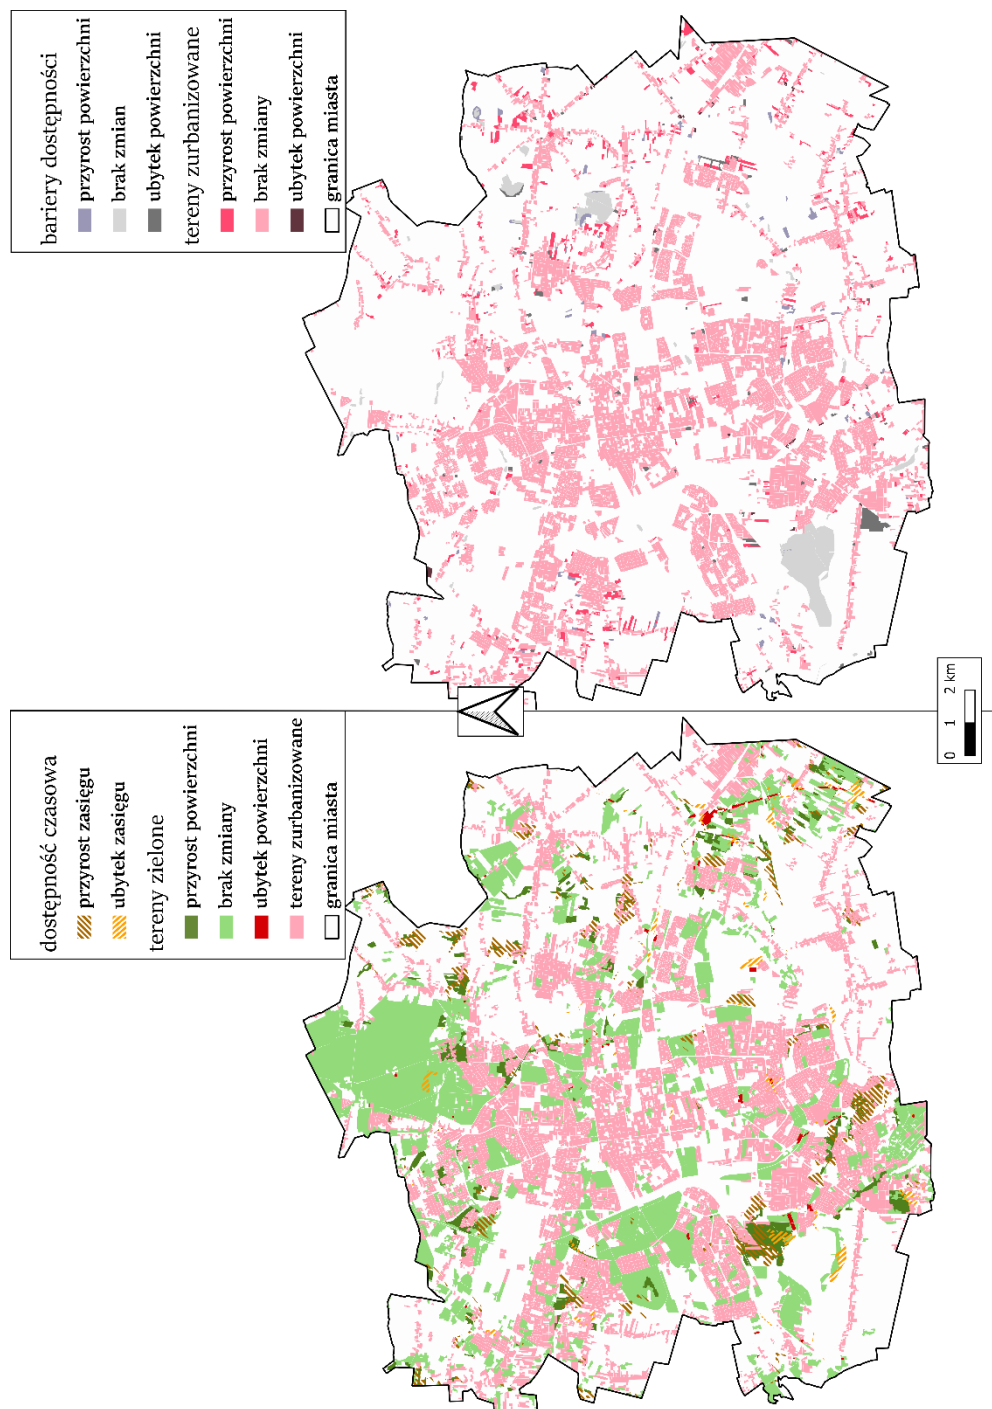 dostępność czasowa
przyrost zasięgu
ubytek zasięgu
tereny zielone
przyrost powierzchni
brak zmiany
ubytek powierzchni
tereny zurbanizowane
granica miasta
bariery dostępności
przyrost powierzchni
brak zmian
ubytek powierzchni
tereny zurbanizowane
przyrost powierzchni
brak zmiany
ubytek powierzchni
granica miasta
0 1 2 km